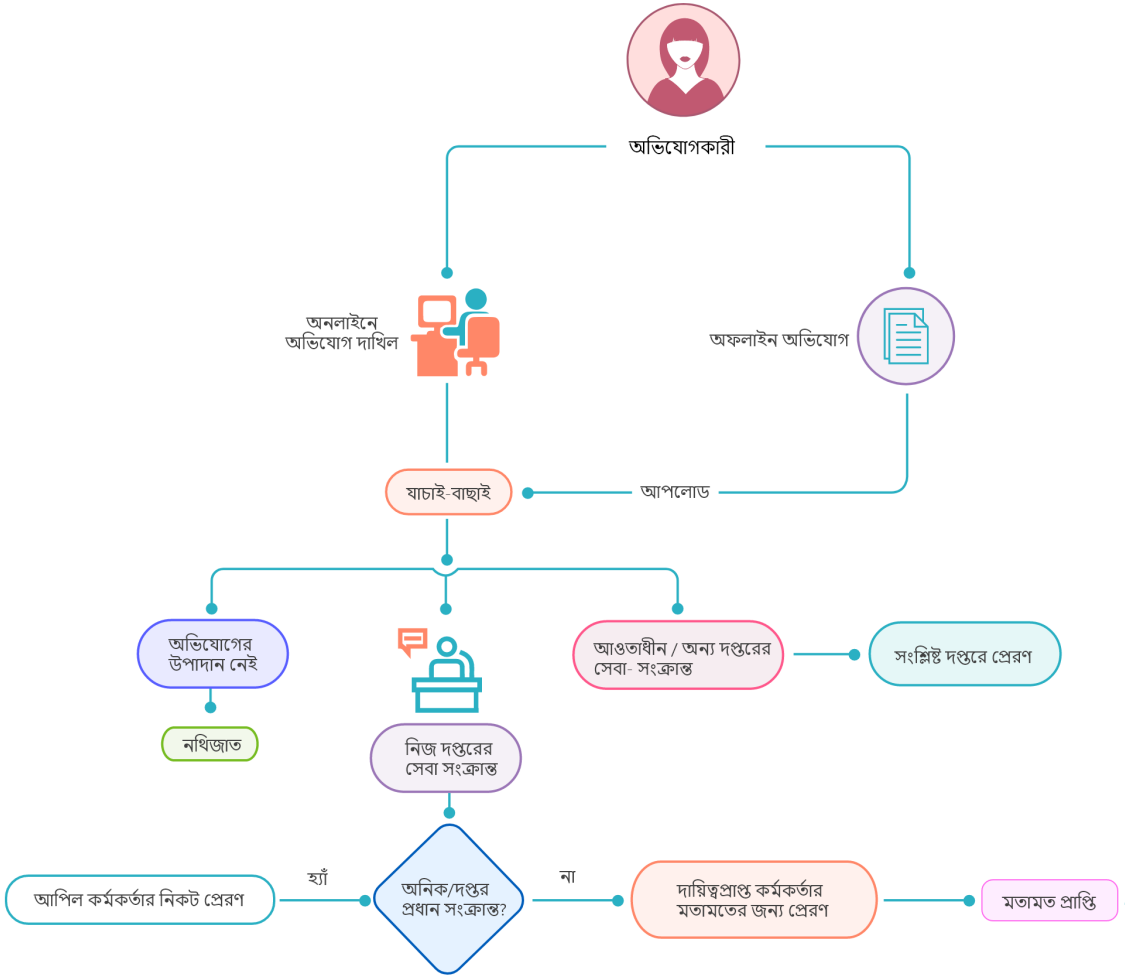 অভিযোগকারী
অনলাইনে
অভিযোগ দাখিল
অফলাইন অভিযোগ
যাচাই-বাছাই
আপলোড
অভিযোগের
উপাদান নেই
আওতাধীন / অন্য দপ্তরের
সেবা- সংক্রান্ত
সংশ্লিষ্ট দপ্তরে প্রেরণ
নথিজাত
নিজ দপ্তরের
সেবা সংক্রান্ত
আপিল কর্মকর্তার নিকট প্রেরণ
হ্যাঁ
অনিক/দপ্তর
প্রধান সংক্রান্ত?
না
দায়িত্বপ্রাপ্ত কর্মকর্তার
মতামতের জন্য প্রেরণ
মতামত প্রাপ্তি